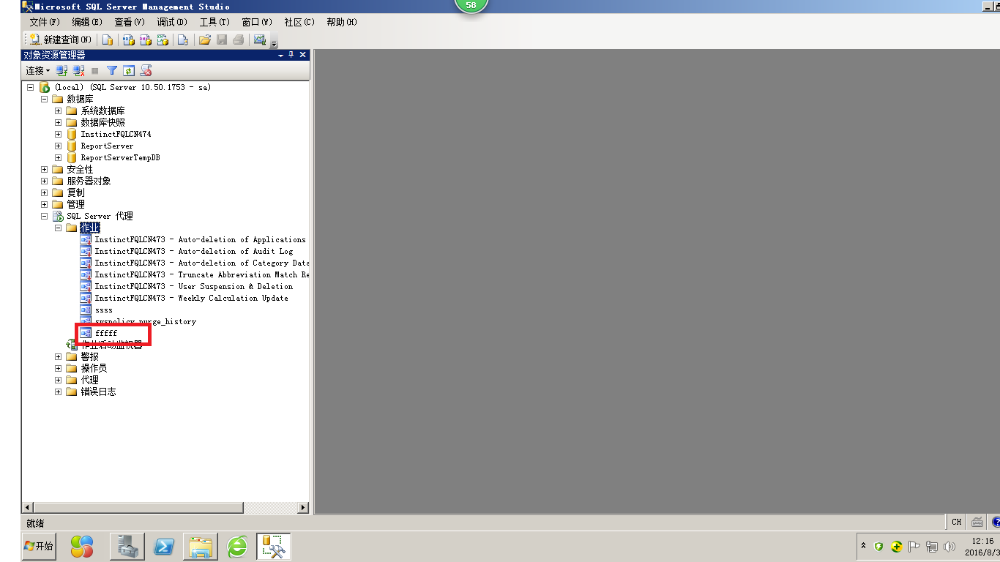 Microsoft SQL Server Management Studio
58
文件(F) 编辑(E) 查看(V) 调试(D) 工具(T) 窗口(W) 社区(C) 帮助(H)
新建查询(N)
对象资源管理器
连接
(local) (SQL Server 10.50.1753 - sa)
数据库
系统数据库
数据库快照
InstinctFQLCN474
ReportServer
ReportServerTempDB
安全性
服务器对象
复制
管理
SQL Server 代理
作业
InstinctFQLCN473 - Auto-deletion of Applications
InstinctFQLCN473 - Auto-deletion of Audit Log
InstinctFQLCN473 - Auto-deletion of Category Data
InstinctFQLCN473 - Truncate Abbreviation Match Re
InstinctFQLCN473 - User Suspension & Deletion
InstinctFQLCN473 - Weekly Calculation Update
ssss
syspolicy_purge_history
fffff
作业活动监视器
警报
操作员
代理
错误日志
就绪
CH
开始
12:16
2016/8/3